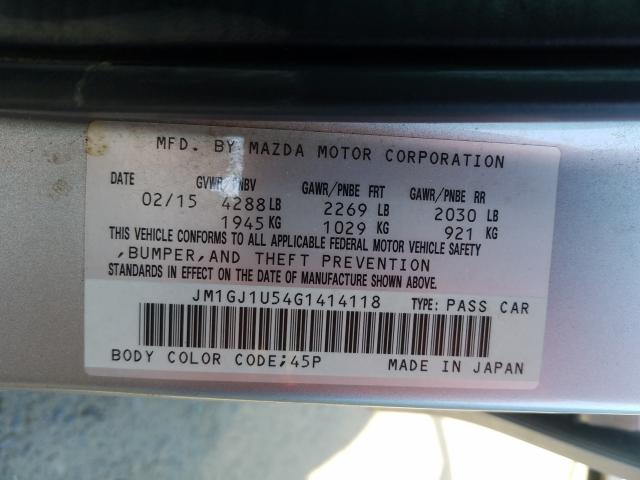 MFD. BY MAZDA MOTOR CORPORATION
DATE GVWR/PNBV GAWR/PNBE FRT GAWR/PNBE RR
02/15 4288 LB 2269 LB 2030 LB
1945 KG 1029 KG 921 KG
THIS VEHICLE CONFORMS TO ALL APPLICABLE FEDERAL MOTOR VEHICLE SAFETY
,BUMPER,AND THEFT PREVENTION
STANDARDS IN EFFECT ON THE DATE OF MANUFACTURE SHOWN ABOVE.
JM1GJ1U54G1414118 TYPE: PASS CAR
BODY COLOR CODE;45P MADE IN JAPAN